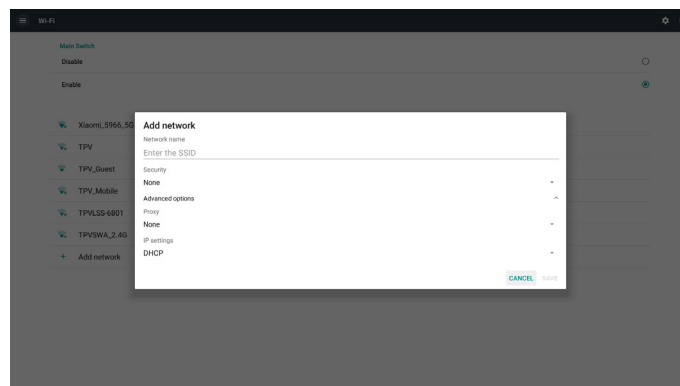 Wi-Fi
Main Switch
Disable
Enable
Xiaomi_5966_5G
TPV
TPV_Guest
TPV_Mobile
TPVLSS-6801
TPVSWA_2.4G
Add network
Add network
Network name
Enter the SSID
Security
None
Advanced options
Proxy
None
IP settings
DHCP
CANCEL SAVE